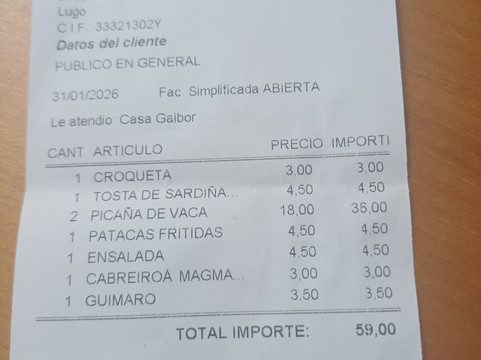 Lugo
C.I.F.: 33321302Y
Datos del cliente
PUBLICO EN GENERAL
31/01/2026 Fac. Simplificada ABIERTA
Le atendio: Casa Gaibor
CANT. ARTICULO PRECIO IMPORTI
1 CROQUETA 3,00 3,00
1 TOSTA DE SARDIÑA... 4,50 4,50
2 PICAÑA DE VACA 18,00 36,00
1 PATACAS FRITIDAS 4,50 4,50
1 ENSALADA 4,50 4,50
1 CABREIROÁ MAGMA... 3,00 3,00
1 GUIMARO 3,50 3,50
TOTAL IMPORTE: 59,00